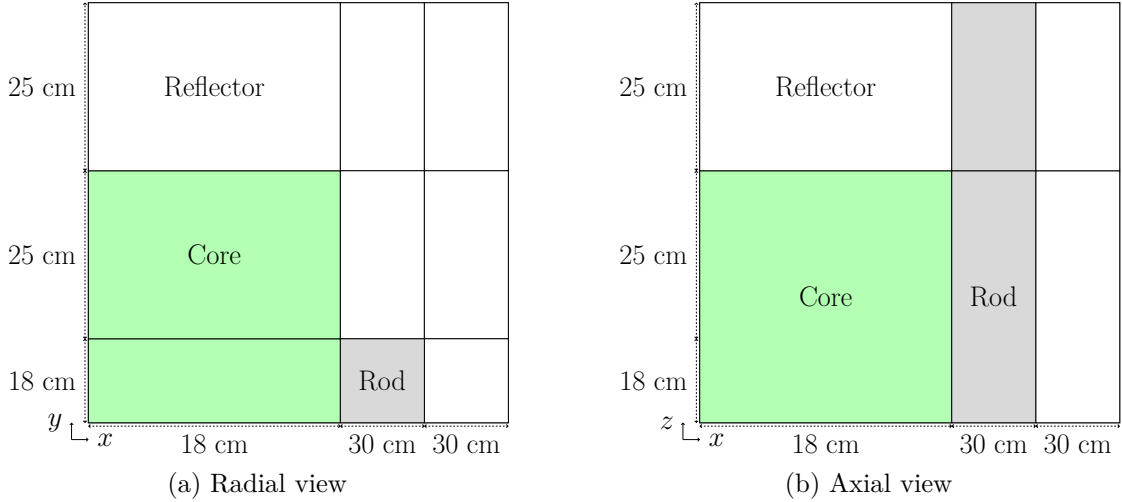 25 cm
Reflector
25 cm
Core
18 cm
Rod
y
x
18 cm
30 cm
30 cm
(a) Radial view
25 cm
Reflector
25 cm
Core
Rod
18 cm
z
x
18 cm
30 cm
30 cm
(b) Axial view